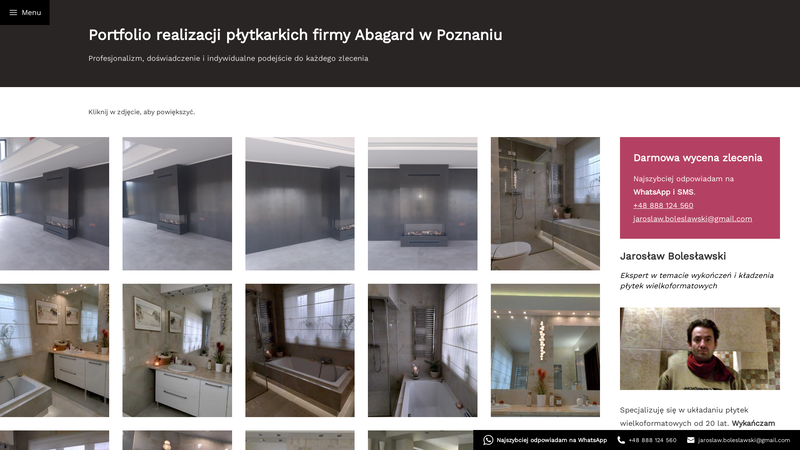 Menu
Portfolio realizacji płytkarkich firmy Abagard w Poznaniu
Profesjonalizm, doświadczenie i indywidualne podejście do każdego zlecenia
Kliknij w zdjęcie, aby powiększyć.
Darmowa wycena zlecenia
Najszybciej odpowiadam na
WhatsApp i SMS.
+48 888 124 560
jaroslaw.boleslawski@gmail.com
Jarosław Bolesławski
Ekspert w temacie wykończeń i kładzenia
płytek wielkoformatowych
Specjalizuję się w układaniu płytek
wielkoformatowych od 20 lat. Wykańczam
Najszybciej odpowiadam na WhatsApp
+48 888 124 560
jaroslaw.boleslawski@gmail.com